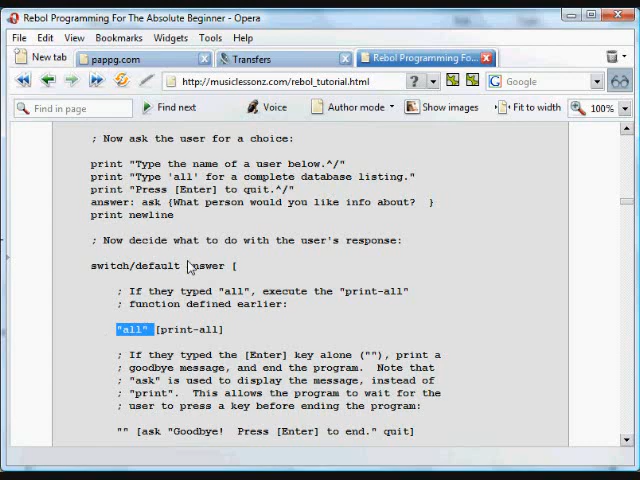 Rebol Programming For The Absolute Beginner - Opera
File Edit View Bookmarks Widgets Tools Help
New tab pappg.com Transfers Rebol Programming Fo...
http://musiclessonz.com/rebol_tutorial.html ? Google
Find in page Find next Voice Author mode Show images Fit to width 100%
; Now ask the user for a choice:
print "Type the name of a user below.^/"
print "Type 'all' for a complete database listing."
print "Press [Enter] to quit.^/"
answer: ask {What person would you like info about?  }
print newline
; Now decide what to do with the user's response:
switch/default answer [
; If they typed "all", execute the "print-all"
; function defined earlier:
"all" [print-all]
; If they typed the [Enter] key alone (""), print a
; goodbye message, and end the program.  Note that
; "ask" is used to display the message, instead of
; "print".  This allows the program to wait for the
; user to press a key before ending the program:
"" [ask "Goodbye!  Press [Enter] to end." quit]